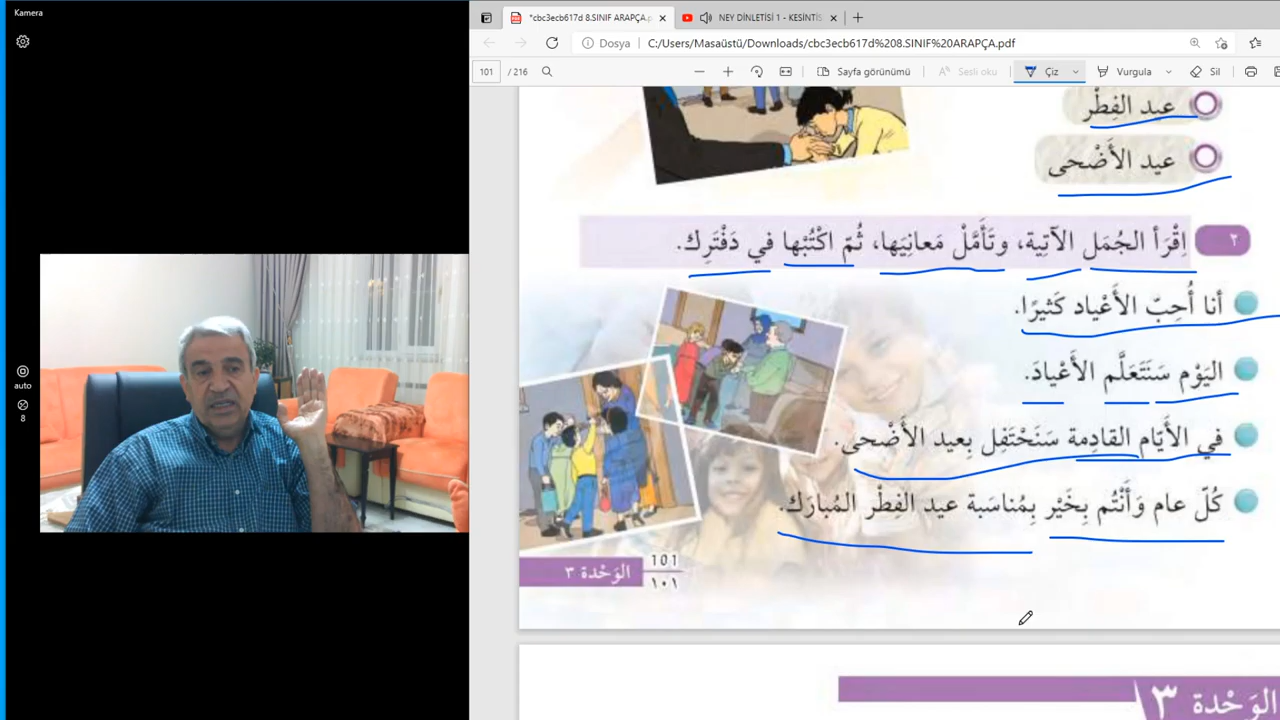 Kamera
auto
8
*cbc3ecb617d 8.SINIF ARAPÇA.p
NEY DİNLETİSİ 1 - KESİNTİS
Dosya
C:/Users/Masaüstü/Downloads/cbc3ecb617d%208.SINIF%20ARAPÇA.pdf
101 / 216
Sayfa görünümü
Sesli oku
Çiz
Vurgula
Sil
عيد الفِطْر
عيد الأَضْحى
٢ اِقْرَأ الجُمَل الآتِية، وتَأَمَّلْ مَعانِيَها، ثُمّ اكْتُبْها في دَفْتَرِك.
أنا أُحِبّ الأَعْياد كَثيرًا.
اليَوْم سَنَتَعَلَّم الأَعْيادَ.
في الأَيّام القادِمة سَنَحْتَفِل بِعيد الأَضْحى.
كُلّ عام وَأَنْتُم بِخَيْر بِمُناسَبة عيد الفِطْر المُبارَك.
101
١٠١
الوَحْدة ٣
الوَحْدة ٣